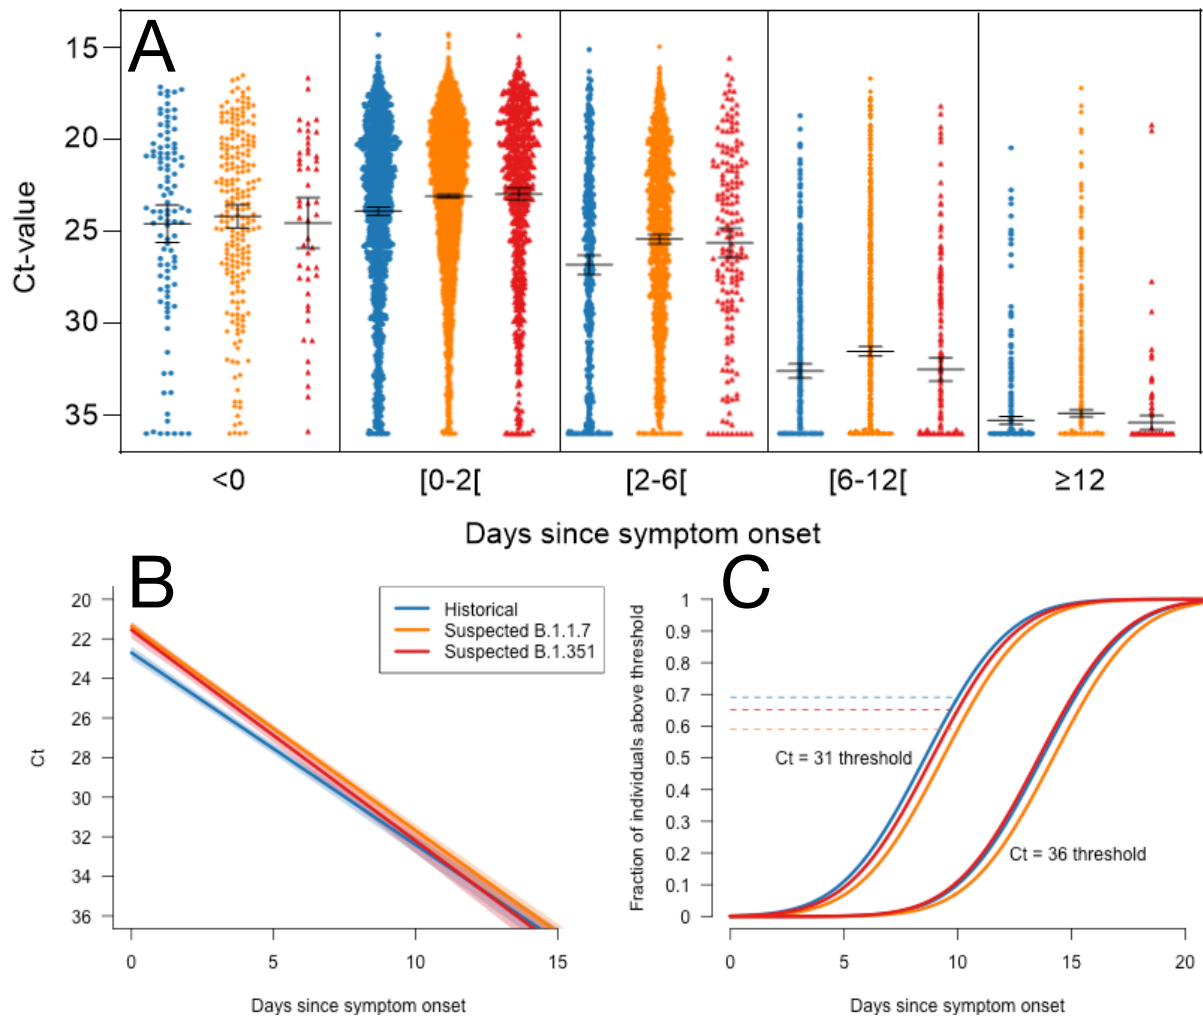 A
Ct-value
15
20
25
30
35
<0
[0-2[
[2-6[
[6-12[
≥12
Days since symptom onset
B
Historical
Suspected B.1.1.7
Suspected B.1.351
Ct
20
22
24
26
28
30
32
34
36
0
5
10
15
Days since symptom onset
C
Fraction of individuals above threshold
1
0.9
0.8
0.7
0.6
0.5
0.4
0.3
0.2
0.1
0
Ct = 31 threshold
Ct = 36 threshold
0
5
10
15
20
Days since symptom onset